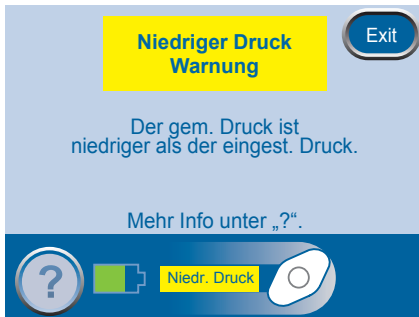 Niedriger Druck
Warnung
Exit
Der gem. Druck ist
niedriger als der eingest. Druck.
Mehr Info unter „?“.
?
Niedr. Druck